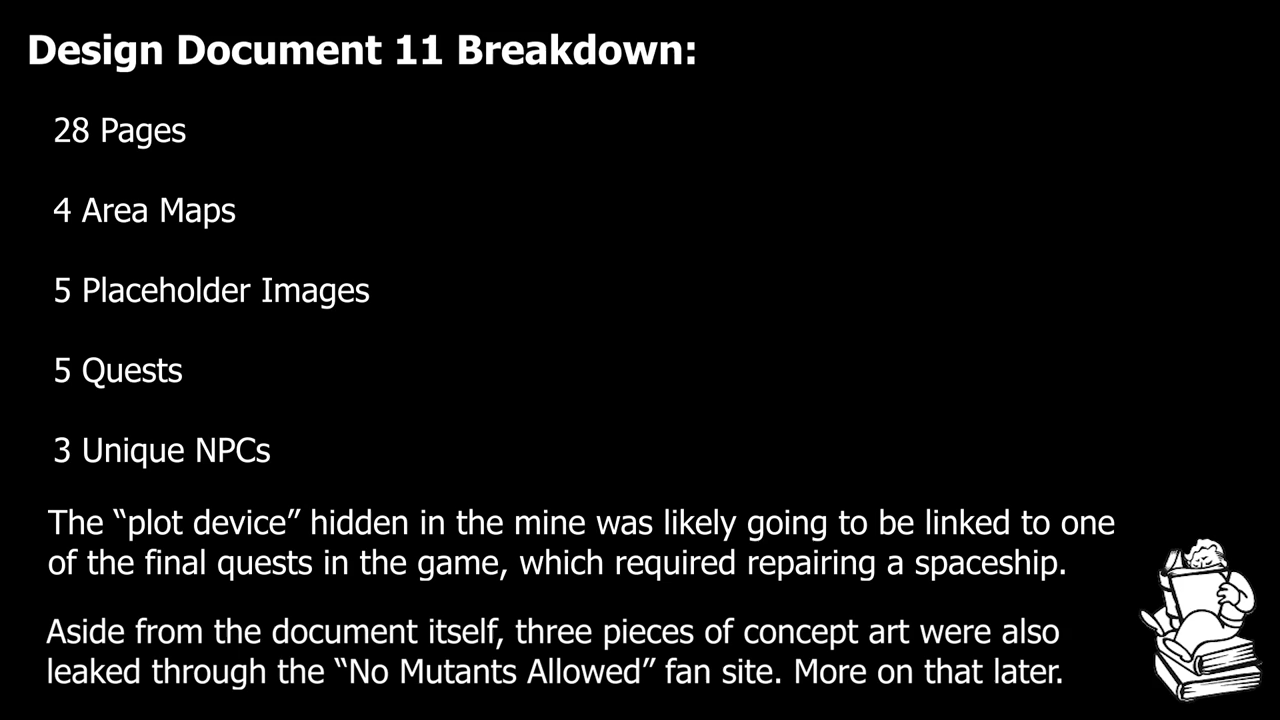 Design Document 11 Breakdown:
28 Pages
4 Area Maps
5 Placeholder Images
5 Quests
3 Unique NPCs
The “plot device” hidden in the mine was likely going to be linked to one
of the final quests in the game, which required repairing a spaceship.
Aside from the document itself, three pieces of concept art were also
leaked through the “No Mutants Allowed” fan site. More on that later.